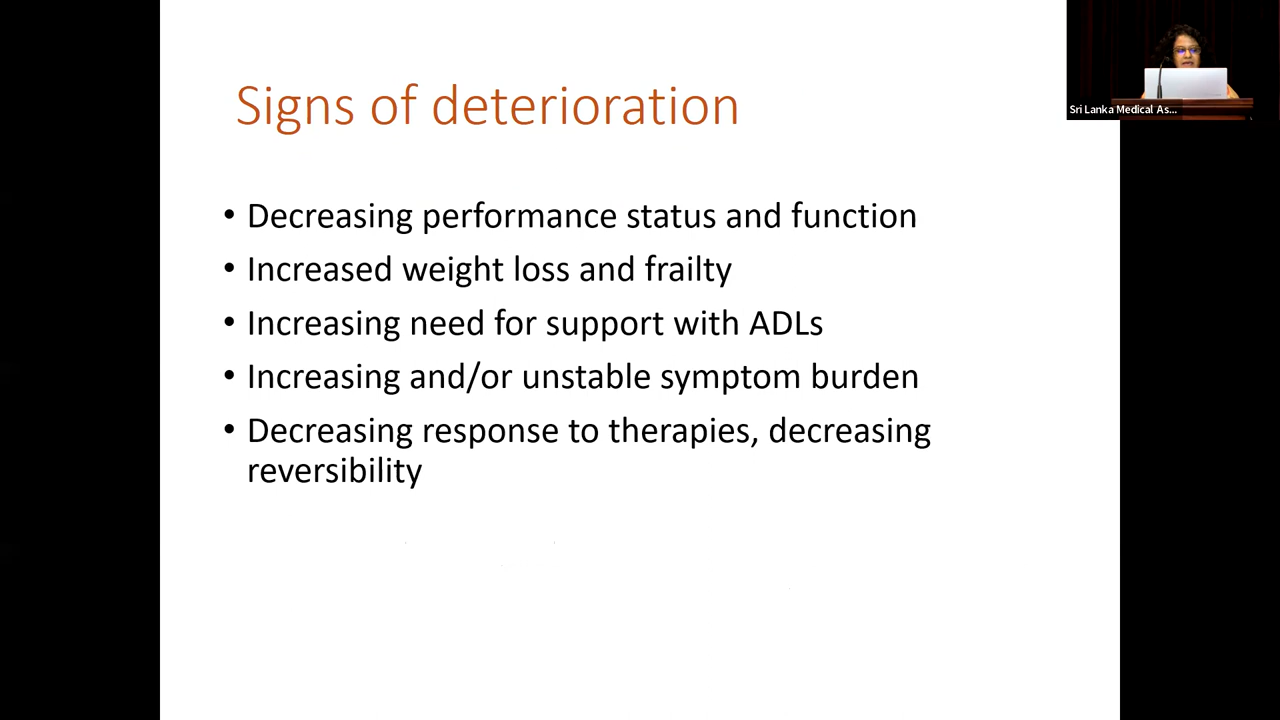 Sri Lanka Medical As...
Signs of deterioration
• Decreasing performance status and function
• Increased weight loss and frailty
• Increasing need for support with ADLs
• Increasing and/or unstable symptom burden
• Decreasing response to therapies, decreasing
reversibility